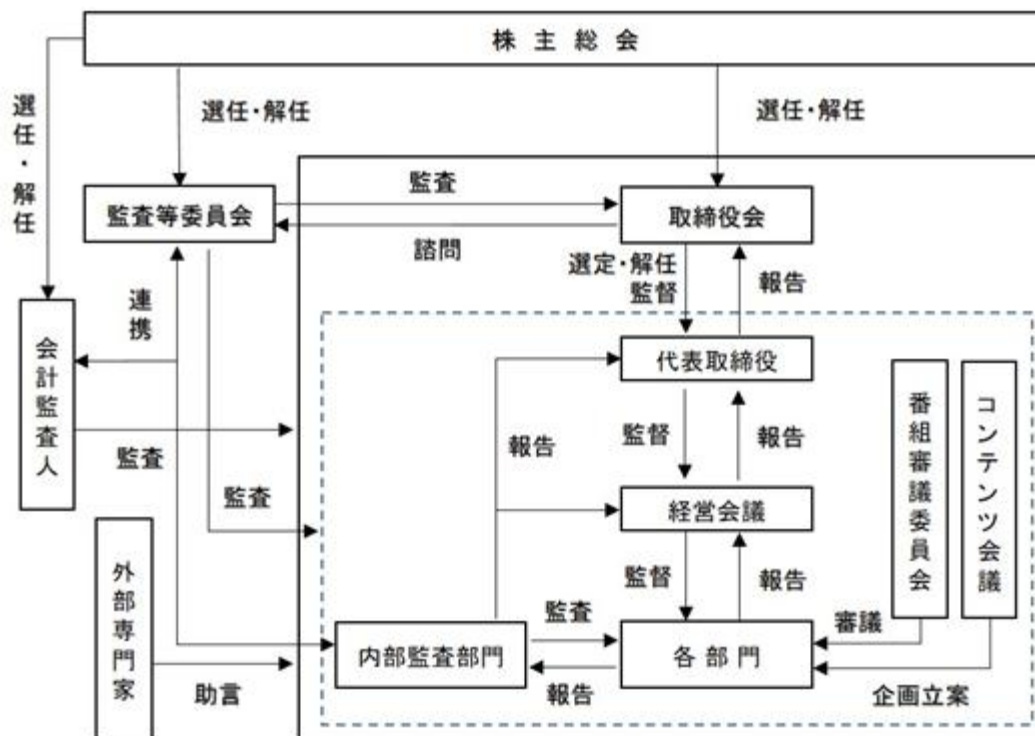 株主総会
選任・解任
選任・解任
選任・解任
監査等委員会
監査
諮問
取締役会
選定・解任
監督
報告
連携
会計監査人
代表取締役
監督
報告
報告
監査
監査
経営会議
番組審議委員会
コンテンツ会議
監督
報告
外部専門家
助言
内部監査部門
監査
報告
各部門
審議
企画立案